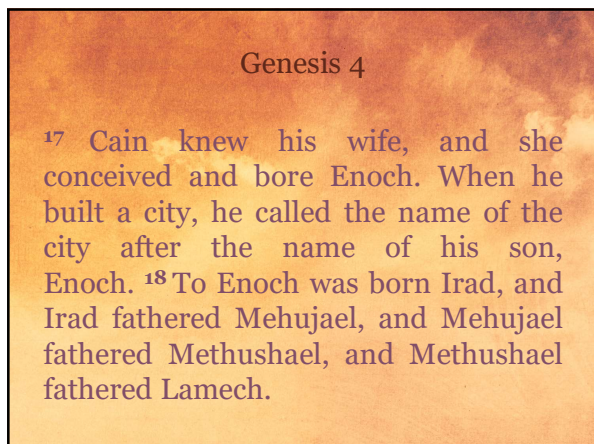 Genesis 4
¹⁷ Cain knew his wife, and she
conceived and bore Enoch. When he
built a city, he called the name of the
city after the name of his son,
Enoch. ¹⁸ To Enoch was born Irad, and
Irad fathered Mehujael, and Mehujael
fathered Methushael, and Methushael
fathered Lamech.